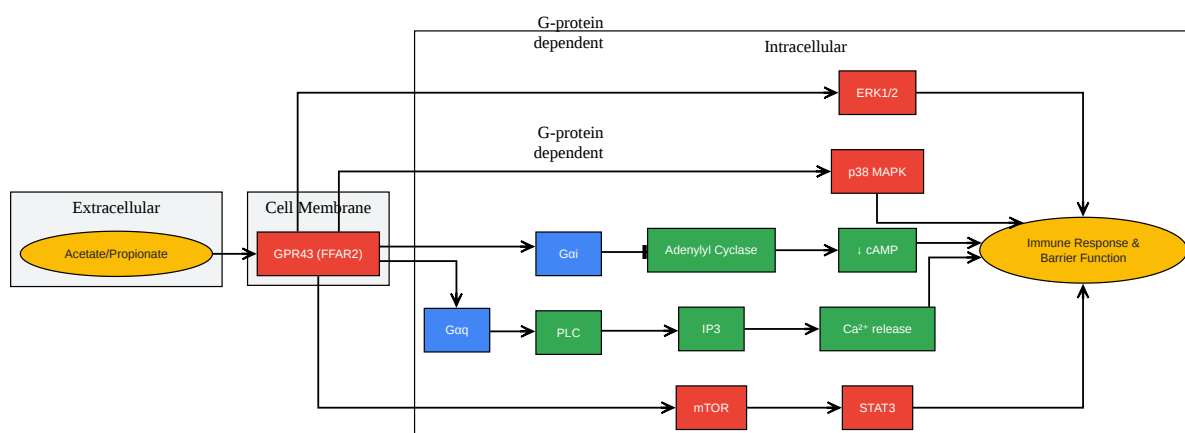 G-protein
dependent
Intracellular
ERK1/2
G-protein
dependent
p38 MAPK
Extracellular
Cell Membrane
Acetate/Propionate
GPR43 (FFAR2)
Gαi
Adenylyl Cyclase
↓ cAMP
Immune Response &
Barrier Function
Gαq
PLC
IP3
Ca²⁺ release
mTOR
STAT3